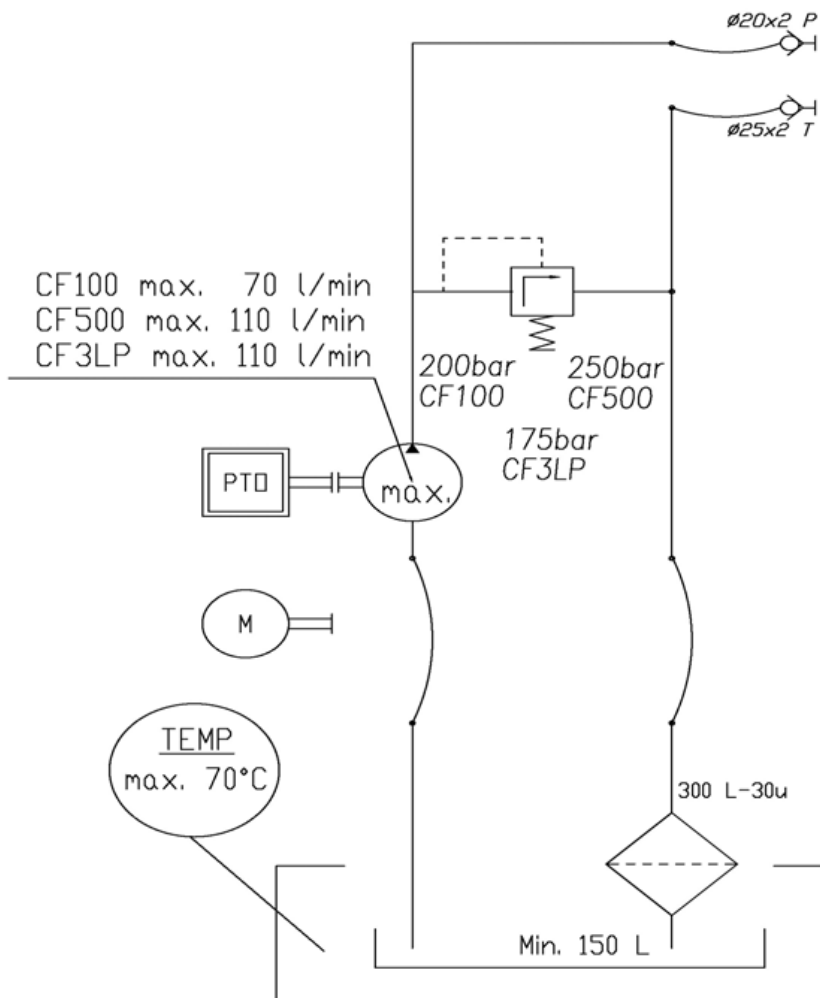 ø20x2 P
ø25x2 T
CF100 max. 70 l/min
CF500 max. 110 l/min
CF3LP max. 110 l/min
200bar
CF100
250bar
CF500
175bar
CF3LP
PTO
max.
M
TEMP
max. 70°C
300 L-30u
Min. 150 L